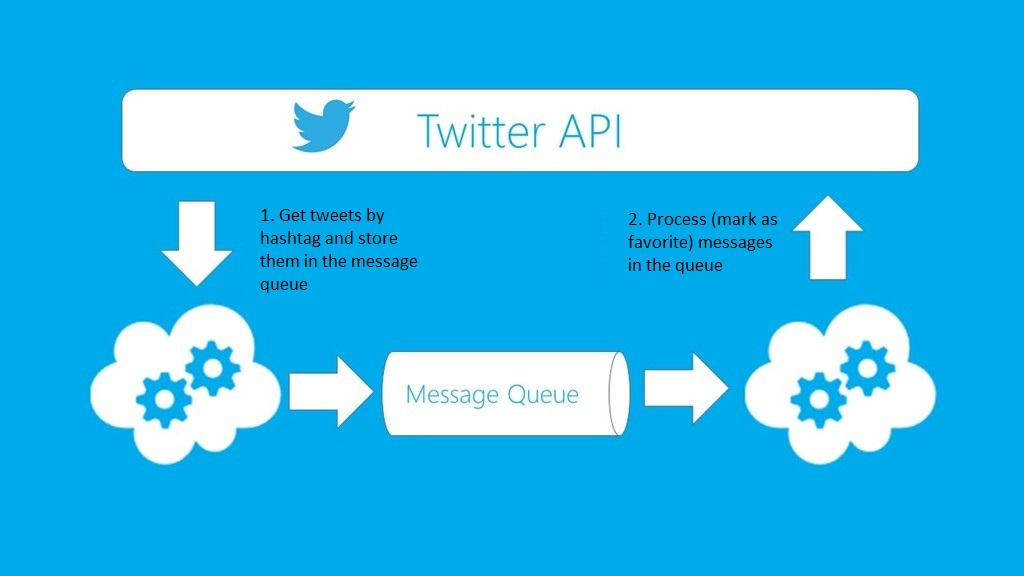 Twitter API
1. Get tweets by
hashtag and store
them in the message
queue
2. Process (mark as
favorite) messages
in the queue
Message Queue